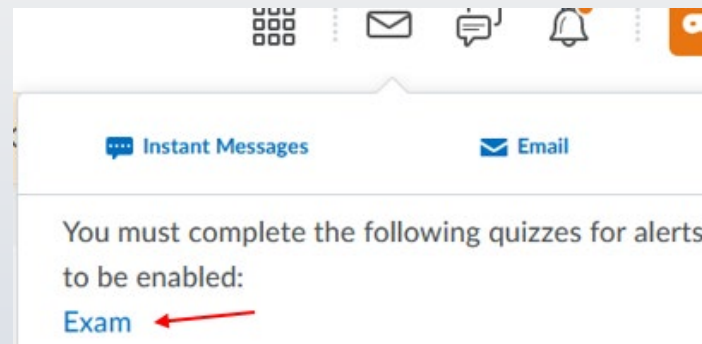 Instant Messages
Email
You must complete the following quizzes for alerts
to be enabled:
Exam